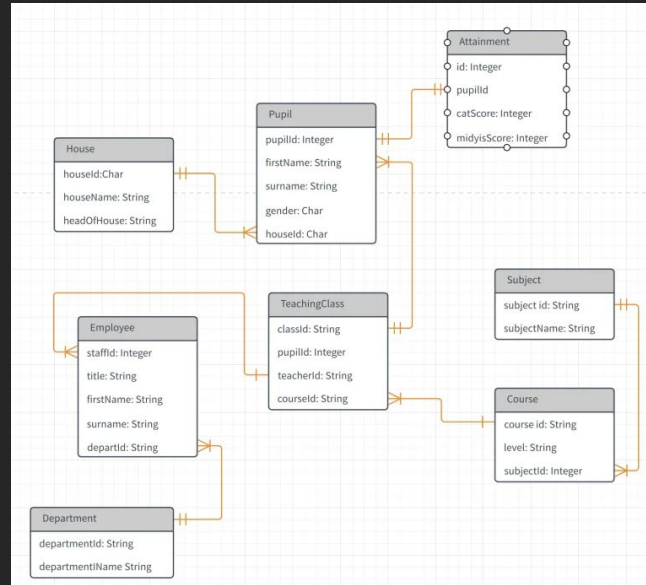 Attainment
id: Integer
pupilId
catScore: Integer
midyisScore: Integer
Pupil
pupilId: Integer
firstName: String
surname: String
gender: Char
houseId: Char
House
houseId:Char
houseName: String
headOfHouse: String
Subject
subject id: String
subjectName: String
TeachingClass
classId: String
pupilId: Integer
teacherId: String
courseId: String
Employee
staffId: Integer
title: String
firstName: String
surname: String
departId: String
Course
course id: String
level: String
subjectId: Integer
Department
departmentId: String
departmentlName String